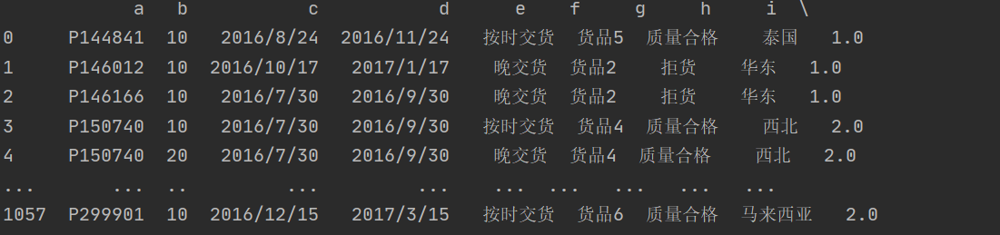 a b c d e f g h i \
0 P144841 10 2016/8/24 2016/11/24 按时交货 货品5 质量合格 泰国 1.0
1 P146012 10 2016/10/17 2017/1/17 晚交货 货品2 拒货 华东 1.0
2 P146166 10 2016/7/30 2016/9/30 晚交货 货品2 拒货 华东 1.0
3 P150740 10 2016/7/30 2016/9/30 按时交货 货品4 质量合格 西北 2.0
4 P150740 20 2016/7/30 2016/9/30 晚交货 货品4 质量合格 西北 2.0
... ... .. ... ... ... ... ... ... ...
1057 P299901 10 2016/12/15 2017/3/15 按时交货 货品6 质量合格 马来西亚 2.0